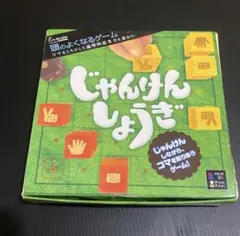 頭のよくなるゲーム
じゃんけん
しょうぎ
じゃんけん
しながら、
コマを取りあう
ゲーム!